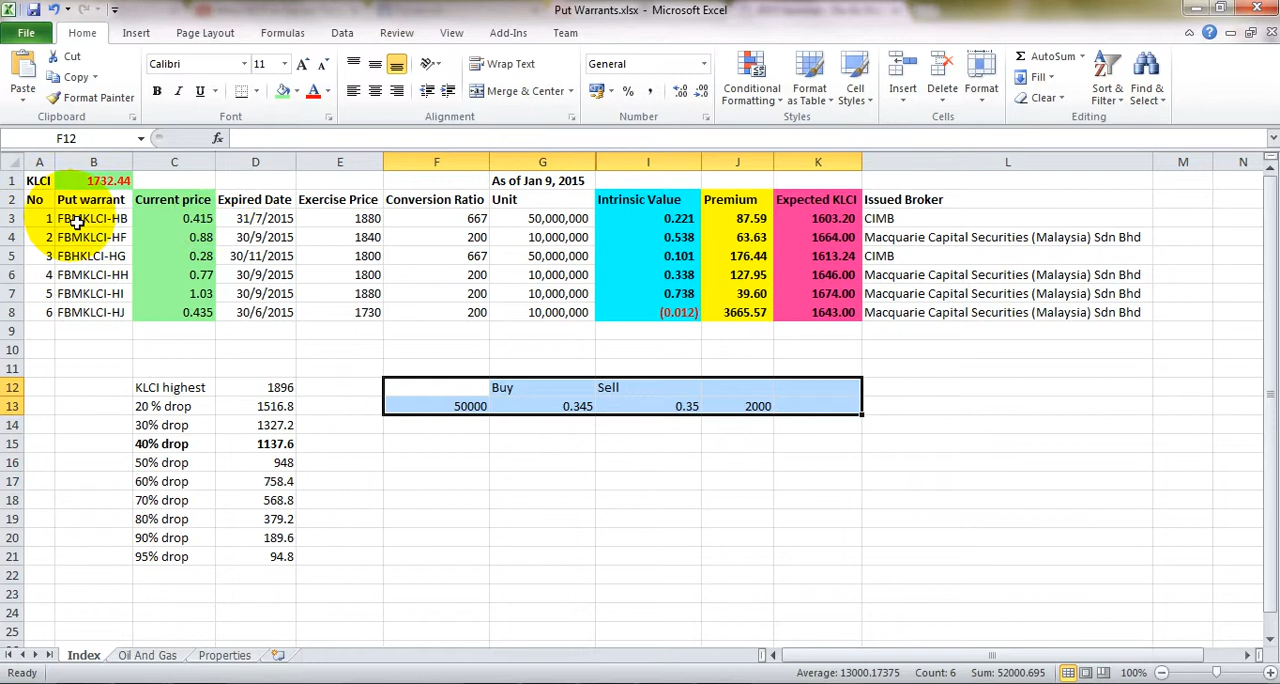 Put Warrants.xlsx - Microsoft Excel
File Home Insert Page Layout Formulas Data Review View Add-Ins Team
Cut Calibri 11 Wrap Text General AutoSum
Paste Copy Conditional Format Cell Insert Delete Format Fill Sort & Find &
Format Painter Merge & Center Formatting as Table Styles Clear Filter Select
Clipboard Font Alignment Number Styles Cells Editing
F12 fx
A B C D E F G H I J K L M N
1 KLCI 1732.44 As of Jan 9, 2015
2 No Put warrant Current price Expired Date Exercise Price Conversion Ratio Unit Intrinsic Value Premium Expected KLCI Issued Broker
3 1 FBMKLCI-HB 0.415 31/7/2015 1880 667 50,000,000 0.221 87.59 1603.20 CIMB
4 2 FBMKLCI-HF 0.88 30/9/2015 1840 200 10,000,000 0.538 63.63 1664.00 Macquarie Capital Securities (Malaysia) Sdn Bhd
5 3 FBHKLCI-HG 0.28 30/11/2015 1800 667 50,000,000 0.101 176.44 1613.24 CIMB
6 4 FBMKLCI-HH 0.77 30/9/2015 1800 200 10,000,000 0.338 127.95 1646.00 Macquarie Capital Securities (Malaysia) Sdn Bhd
7 5 FBMKLCI-HI 1.03 30/9/2015 1880 200 10,000,000 0.738 39.60 1674.00 Macquarie Capital Securities (Malaysia) Sdn Bhd
8 6 FBMKLCI-HJ 0.435 30/6/2015 1730 200 10,000,000 (0.012) 3665.57 1643.00 Macquarie Capital Securities (Malaysia) Sdn Bhd
9
10
11
12 KLCI highest 1896 Buy Sell
13 20 % drop 1516.8 50000 0.345 0.35 2000
14 30% drop 1327.2
15 40% drop 1137.6
16 50% drop 948
17 60% drop 758.4
18 70% drop 568.8
19 80% drop 379.2
20 90% drop 189.6
21 95% drop 94.8
22
23
24
25
Index Oil And Gas Properties
Ready Average: 13000.17375 Count: 6 Sum: 52000.695 100%